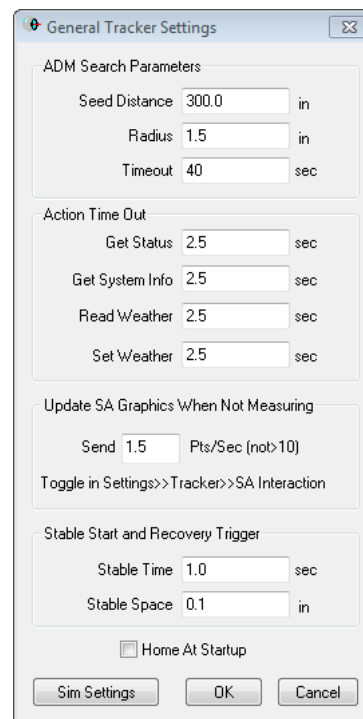 General Tracker Settings
ADM Search Parameters
Seed Distance 300.0 in
Radius 1.5 in
Timeout 40 sec
Action Time Out
Get Status 2.5 sec
Get System Info 2.5 sec
Read Weather 2.5 sec
Set Weather 2.5 sec
Update SA Graphics When Not Measuring
Send 1.5 Pts/Sec (not>10)
Toggle in Settings>>Tracker>>SA Interaction
Stable Start and Recovery Trigger
Stable Time 1.0 sec
Stable Space 0.1 in
Home At Startup
Sim Settings OK Cancel